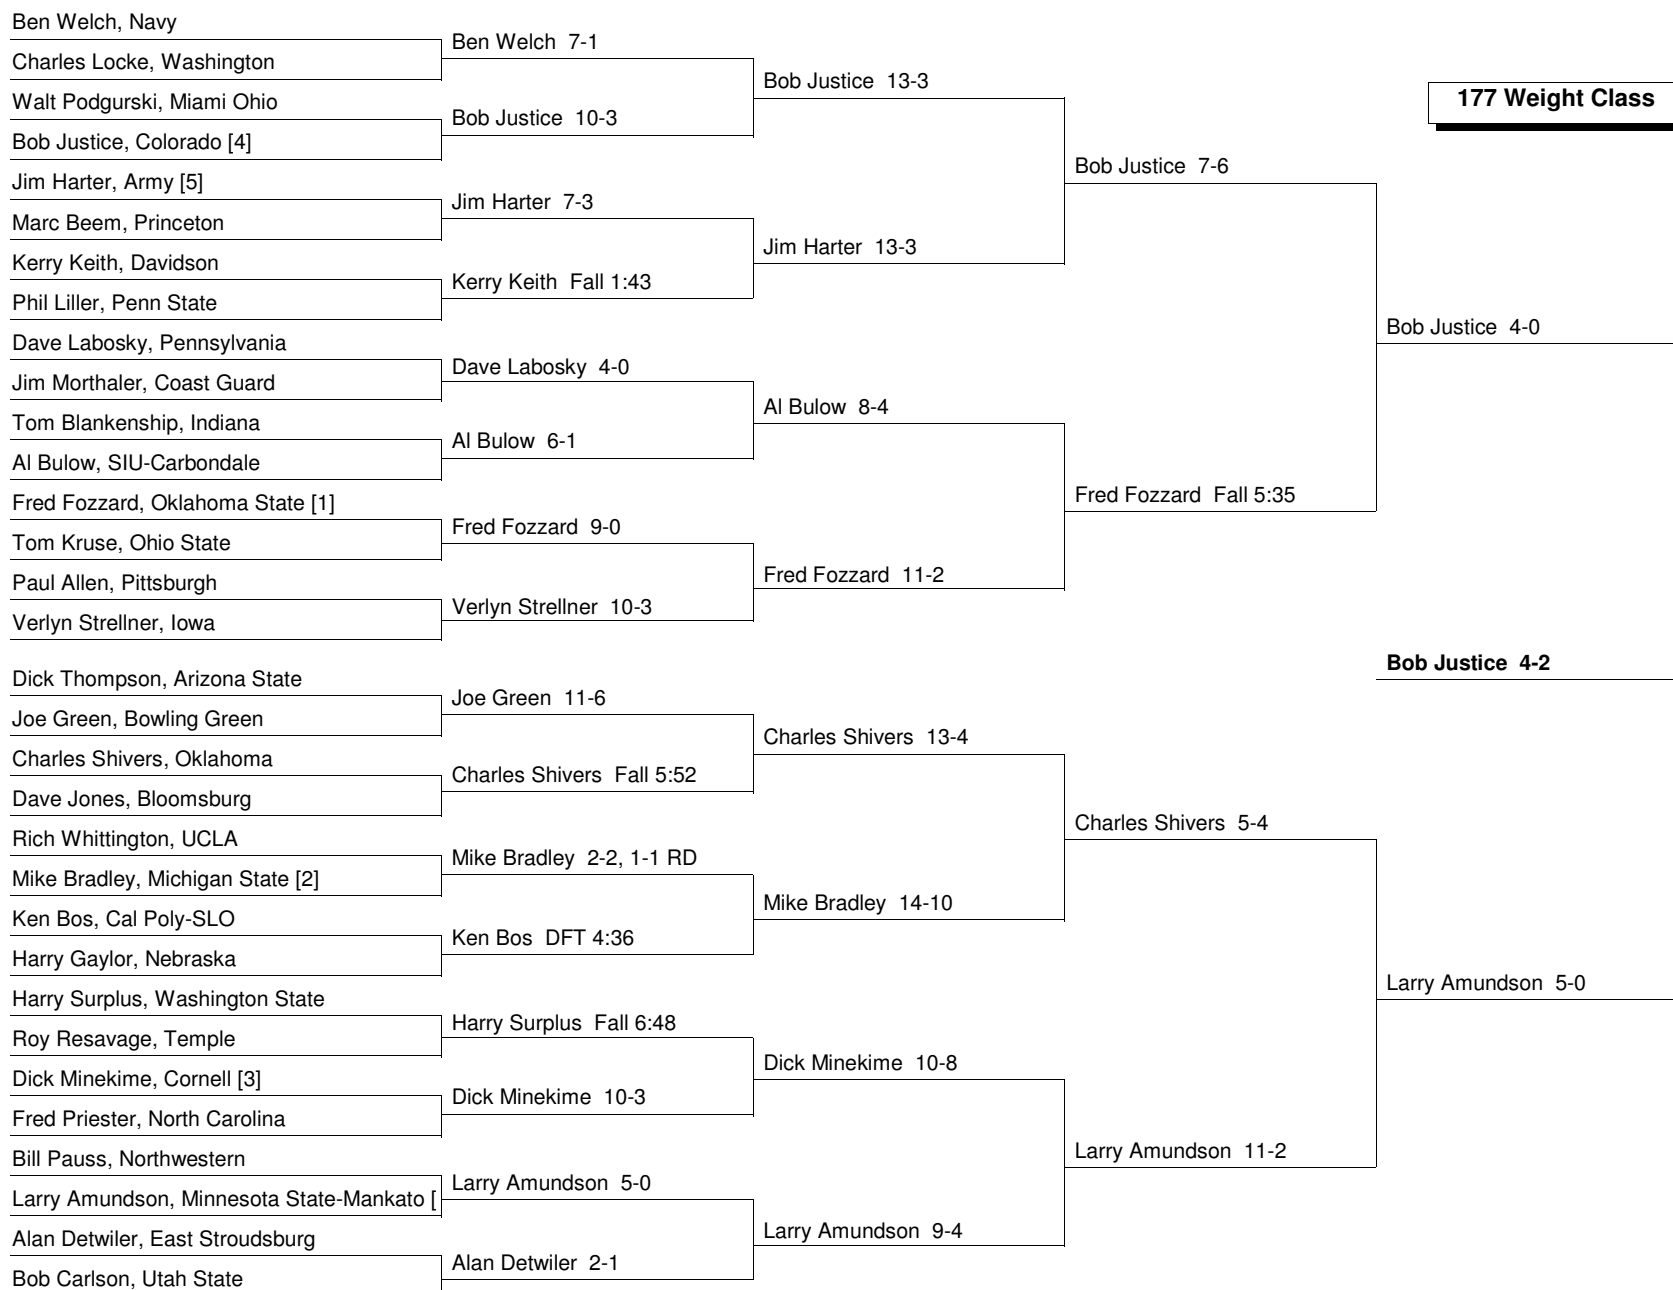 Ben Welch, Navy
Charles Locke, Washington
Walt Podgurski, Miami Ohio
Bob Justice, Colorado [4]
Jim Harter, Army [5]
Marc Beem, Princeton
Kerry Keith, Davidson
Phil Liller, Penn State
Dave Labosky, Pennsylvania
Jim Morthaler, Coast Guard
Tom Blankenship, Indiana
Al Bulow, SIU-Carbondale
Fred Fozzard, Oklahoma State [1]
Tom Kruse, Ohio State
Paul Allen, Pittsburgh
Verlyn Strellner, Iowa
Dick Thompson, Arizona State
Joe Green, Bowling Green
Charles Shivers, Oklahoma
Dave Jones, Bloomsburg
Rich Whittington, UCLA
Mike Bradley, Michigan State [2]
Ken Bos, Cal Poly-SLO
Harry Gaylor, Nebraska
Harry Surplus, Washington State
Roy Resavage, Temple
Dick Minekime, Cornell [3]
Fred Priester, North Carolina
Bill Pauss, Northwestern
Larry Amundson, Minnesota State-Mankato [
Alan Detwiler, East Stroudsburg
Bob Carlson, Utah State
Ben Welch 7-1
Bob Justice 10-3
Jim Harter 7-3
Kerry Keith Fall 1:43
Dave Labosky 4-0
Al Bulow 6-1
Fred Fozzard 9-0
Verlyn Strellner 10-3
Joe Green 11-6
Charles Shivers Fall 5:52
Mike Bradley 2-2, 1-1 RD
Ken Bos DFT 4:36
Harry Surplus Fall 6:48
Dick Minekime 10-3
Larry Amundson 5-0
Alan Detwiler 2-1
Bob Justice 13-3
Jim Harter 13-3
Al Bulow 8-4
Fred Fozzard 11-2
Charles Shivers 13-4
Mike Bradley 14-10
Dick Minekime 10-8
Larry Amundson 9-4
Bob Justice 7-6
Fred Fozzard Fall 5:35
Charles Shivers 5-4
Larry Amundson 11-2
177 Weight Class
Bob Justice 4-0
Bob Justice 4-2
Larry Amundson 5-0